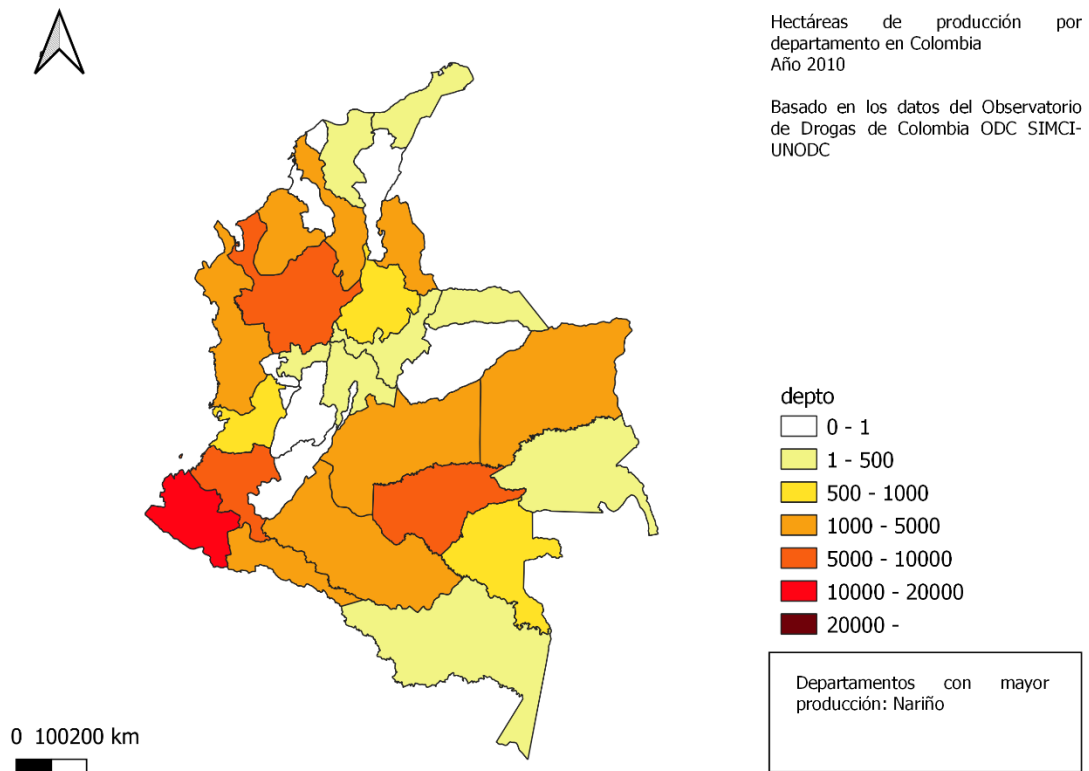 Hectáreas de producción por
departamento en Colombia
Año 2010
Basado en los datos del Observatorio
de Drogas de Colombia ODC SIMCI-
UNODC
depto
0 - 1
1 - 500
500 - 1000
1000 - 5000
5000 - 10000
10000 - 20000
20000 -
Departamentos con mayor
producción: Nariño
0 100200 km